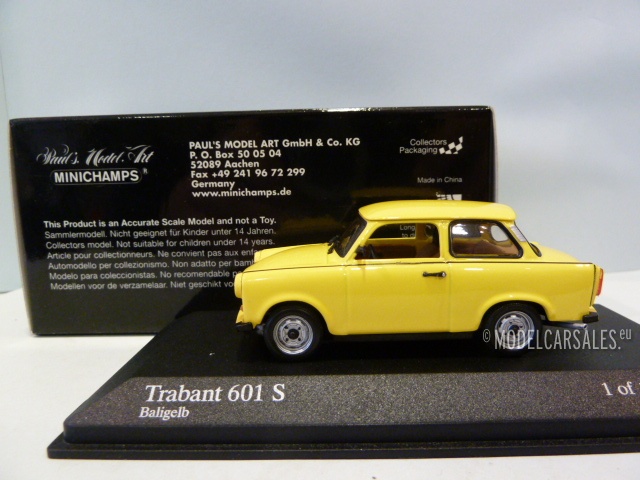 Paul's Model Art
MINICHAMPS
PAUL'S MODEL ART GmbH & Co. KG
P. O. Box 50 05 04
52089 Aachen
Fax +49 241 96 72 299
Germany
www.minichamps.de
Collectors
Packaging
Made in China
This Product is an Accurate Scale Model and not a Toy.
Sammlermodell. Nicht geeignet für Kinder unter 14 Jahren.
Collectors model. Not suitable for children under 14 years.
Article pour collectionneurs. Ne convient pas aux
Automodello per collezionismo. Non adatto per
Modelo para coleccionistas. No recomendable
Modellen voor de verzamelaar. Niet geschikt
MODELCARSALES.eu
Trabant 601 S
Baligelb
1 of